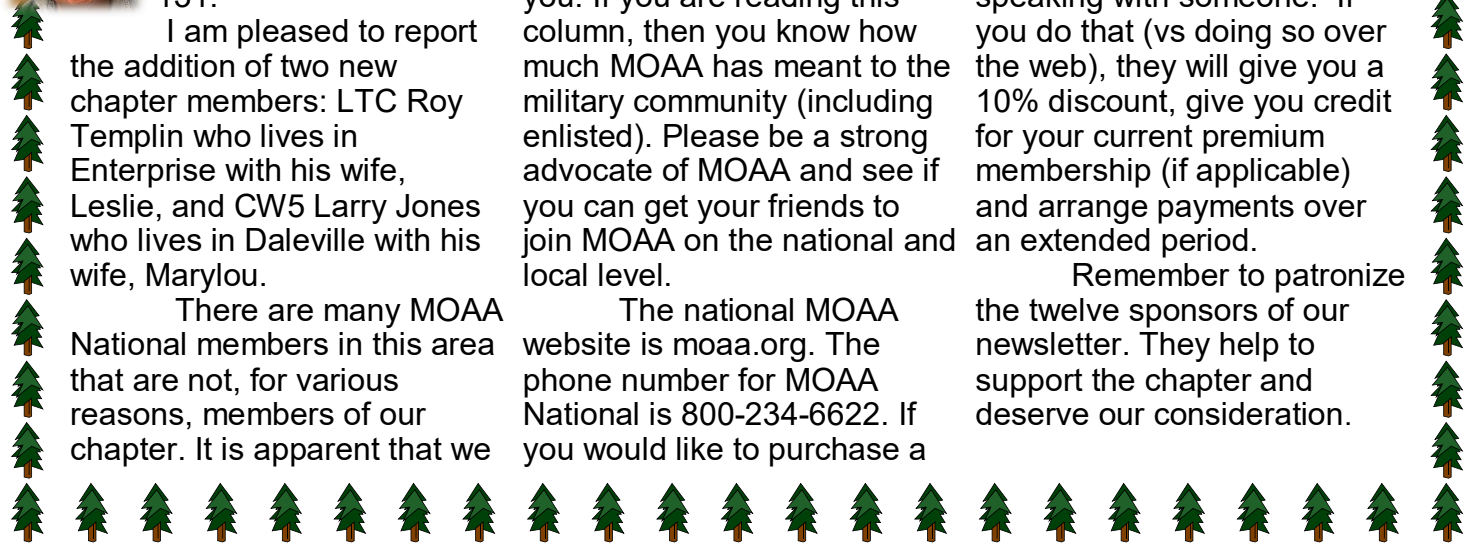 151.
I am pleased to report
the addition of two new
chapter members: LTC Roy
Templin who lives in
Enterprise with his wife,
Leslie, and CW5 Larry Jones
who lives in Daleville with his
wife, Marylou.
There are many MOAA
National members in this area
that are not, for various
reasons, members of our
chapter. It is apparent that we
you. If you are reading this
column, then you know how
much MOAA has meant to the
military community (including
enlisted). Please be a strong
advocate of MOAA and see if
you can get your friends to
join MOAA on the national and
local level.
The national MOAA
website is moaa.org. The
phone number for MOAA
National is 800-234-6622. If
you would like to purchase a
speaking with someone. If
you do that (vs doing so over
the web), they will give you a
10% discount, give you credit
for your current premium
membership (if applicable)
and arrange payments over
an extended period.
Remember to patronize
the twelve sponsors of our
newsletter. They help to
support the chapter and
deserve our consideration.